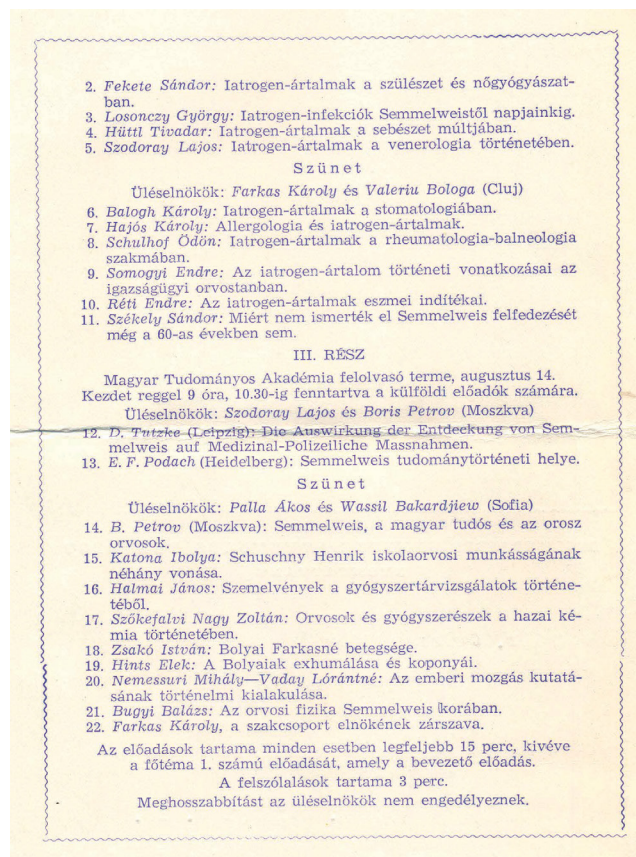 2. Fekete Sándor: Iatrogen-ártalmak a szülészet és nőgyógyászat-
ban.
3. Losonczy György: Iatrogen-infekciók Semmelweistől napjainkig.
4. Hüttl Tivadar: Iatrogen-ártalmak a sebészet múltjában.
5. Szodoray Lajos: Iatrogen-ártalmak a venerologia történetében.
Szünet
Üléselnökök: Farkas Károly és Valeriu Bologa (Cluj)
6. Balogh Károly: Iatrogen-ártalmak a stomatologiában.
7. Hajós Károly: Allergologia és iatrogen-ártalmak.
8. Schulhof Ödön: Iatrogen-ártalmak a rheumatologia-balneologia
szakmában.
9. Somogyi Endre: Az iatrogen-ártalom történeti vonatkozásai az
igazságügyi orvostanban.
10. Réti Endre: Az iatrogen-ártalmak eszmei indítékai.
11. Székely Sándor: Miért nem ismerték el Semmelweis felfedezését
még a 60-as években sem.
III. RÉSZ
Magyar Tudományos Akadémia felolvasó terme, augusztus 14.
Kezdet reggel 9 óra, 10.30-ig fenntartva a külföldi előadók számára.
Üléselnökök: Szodoray Lajos és Boris Petrov (Moszkva)
12. D. Tutzke (Leipzig): Die Auswirkung der Entdeckung von Sem-
melweis auf Medizinal-Polizeiliche Massnahmen.
13. E. F. Podach (Heidelberg): Semmelweis tudománytörténeti helye.
Szünet
Üléselnökök: Palla Ákos és Wassil Bakardjiew (Sofia)
14. B. Petrov (Moszkva): Semmelweis, a magyar tudós és az orosz
orvosok.
15. Katona Ibolya: Schuschny Henrik iskolaorvosi munkásságának
néhány vonása.
16. Halmai János: Szemelvények a gyógyszertárvizsgálatok történe-
téből.
17. Szőkefalvi Nagy Zoltán: Orvosok és gyógyszerészek a hazai ké-
mia történetében.
18. Zsakó István: Bolyai Farkasné betegsége.
19. Hints Elek: A Bolyaiak exhumálása és koponyái.
20. Nemessuri Mihály—Vaday Lórántné: Az emberi mozgás kutatá-
sának történelmi kialakulása.
21. Bugyi Balázs: Az orvosi fizika Semmelweis korában.
22. Farkas Károly, a szakcsoport elnökének zárszava.
Az előadások tartama minden esetben legfeljebb 15 perc, kivéve
a főtéma 1. számú előadását, amely a bevezető előadás.
A felszólalások tartama 3 perc.
Meghosszabbítást az üléselnökök nem engedélyeznek.